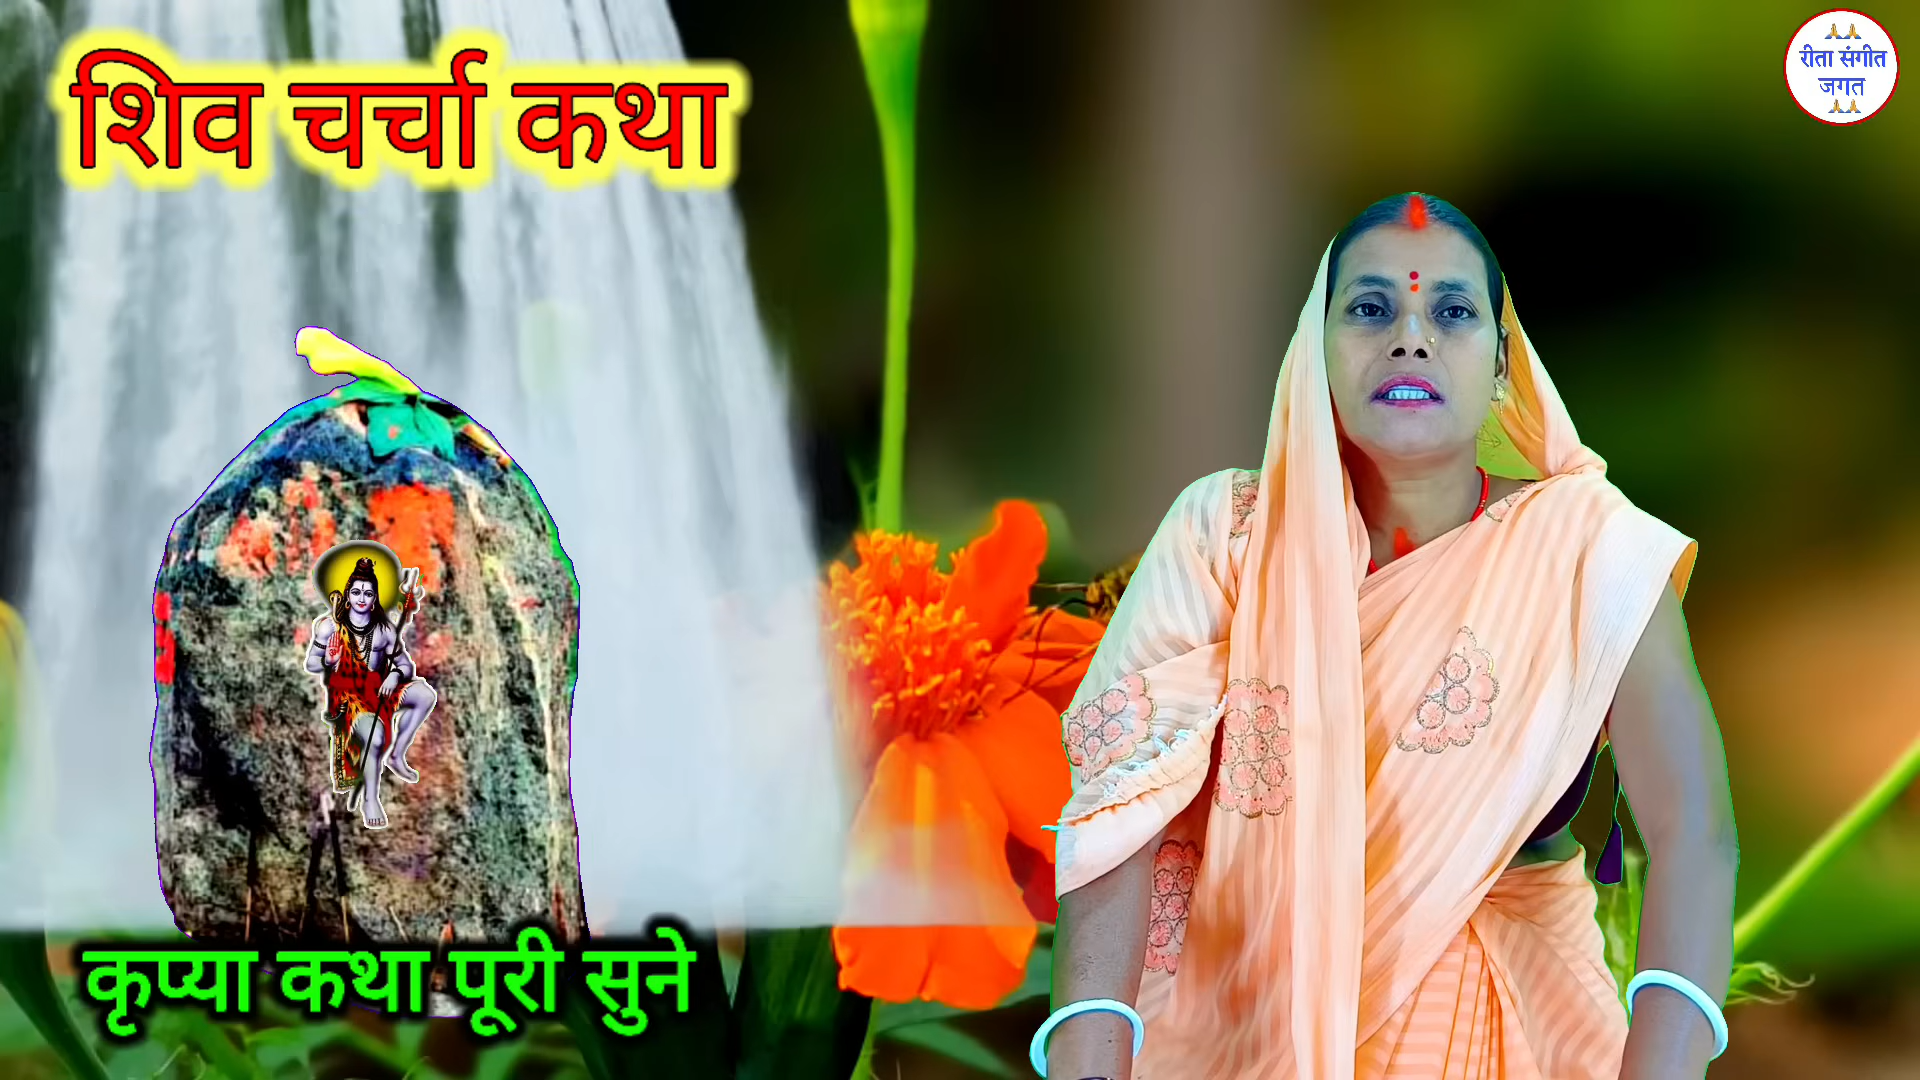 शिव चर्चा कथा
रीता संगीत
जगत
कृप्या कथा पूरी सुने